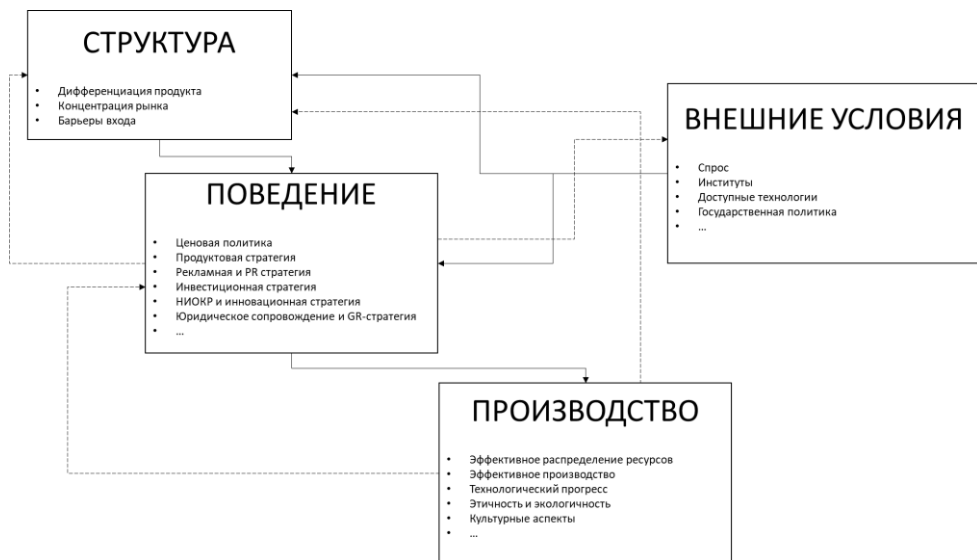 СТРУКТУРА
• Дифференциация продукта
• Концентрация рынка
• Барьеры входа
ВНЕШНИЕ УСЛОВИЯ
• Спрос
• Институты
• Доступные технологии
• Государственная политика
• ...
ПОВЕДЕНИЕ
• Ценовая политика
• Продуктовая стратегия
• Рекламная и PR стратегия
• Инвестиционная стратегия
• НИОКР и инновационная стратегия
• Юридическое сопровождение и GR-стратегия
• ...
ПРОИЗВОДСТВО
• Эффективное распределение ресурсов
• Эффективное производство
• Технологический прогресс
• Этичность и экологичность
• Культурные аспекты
• ...